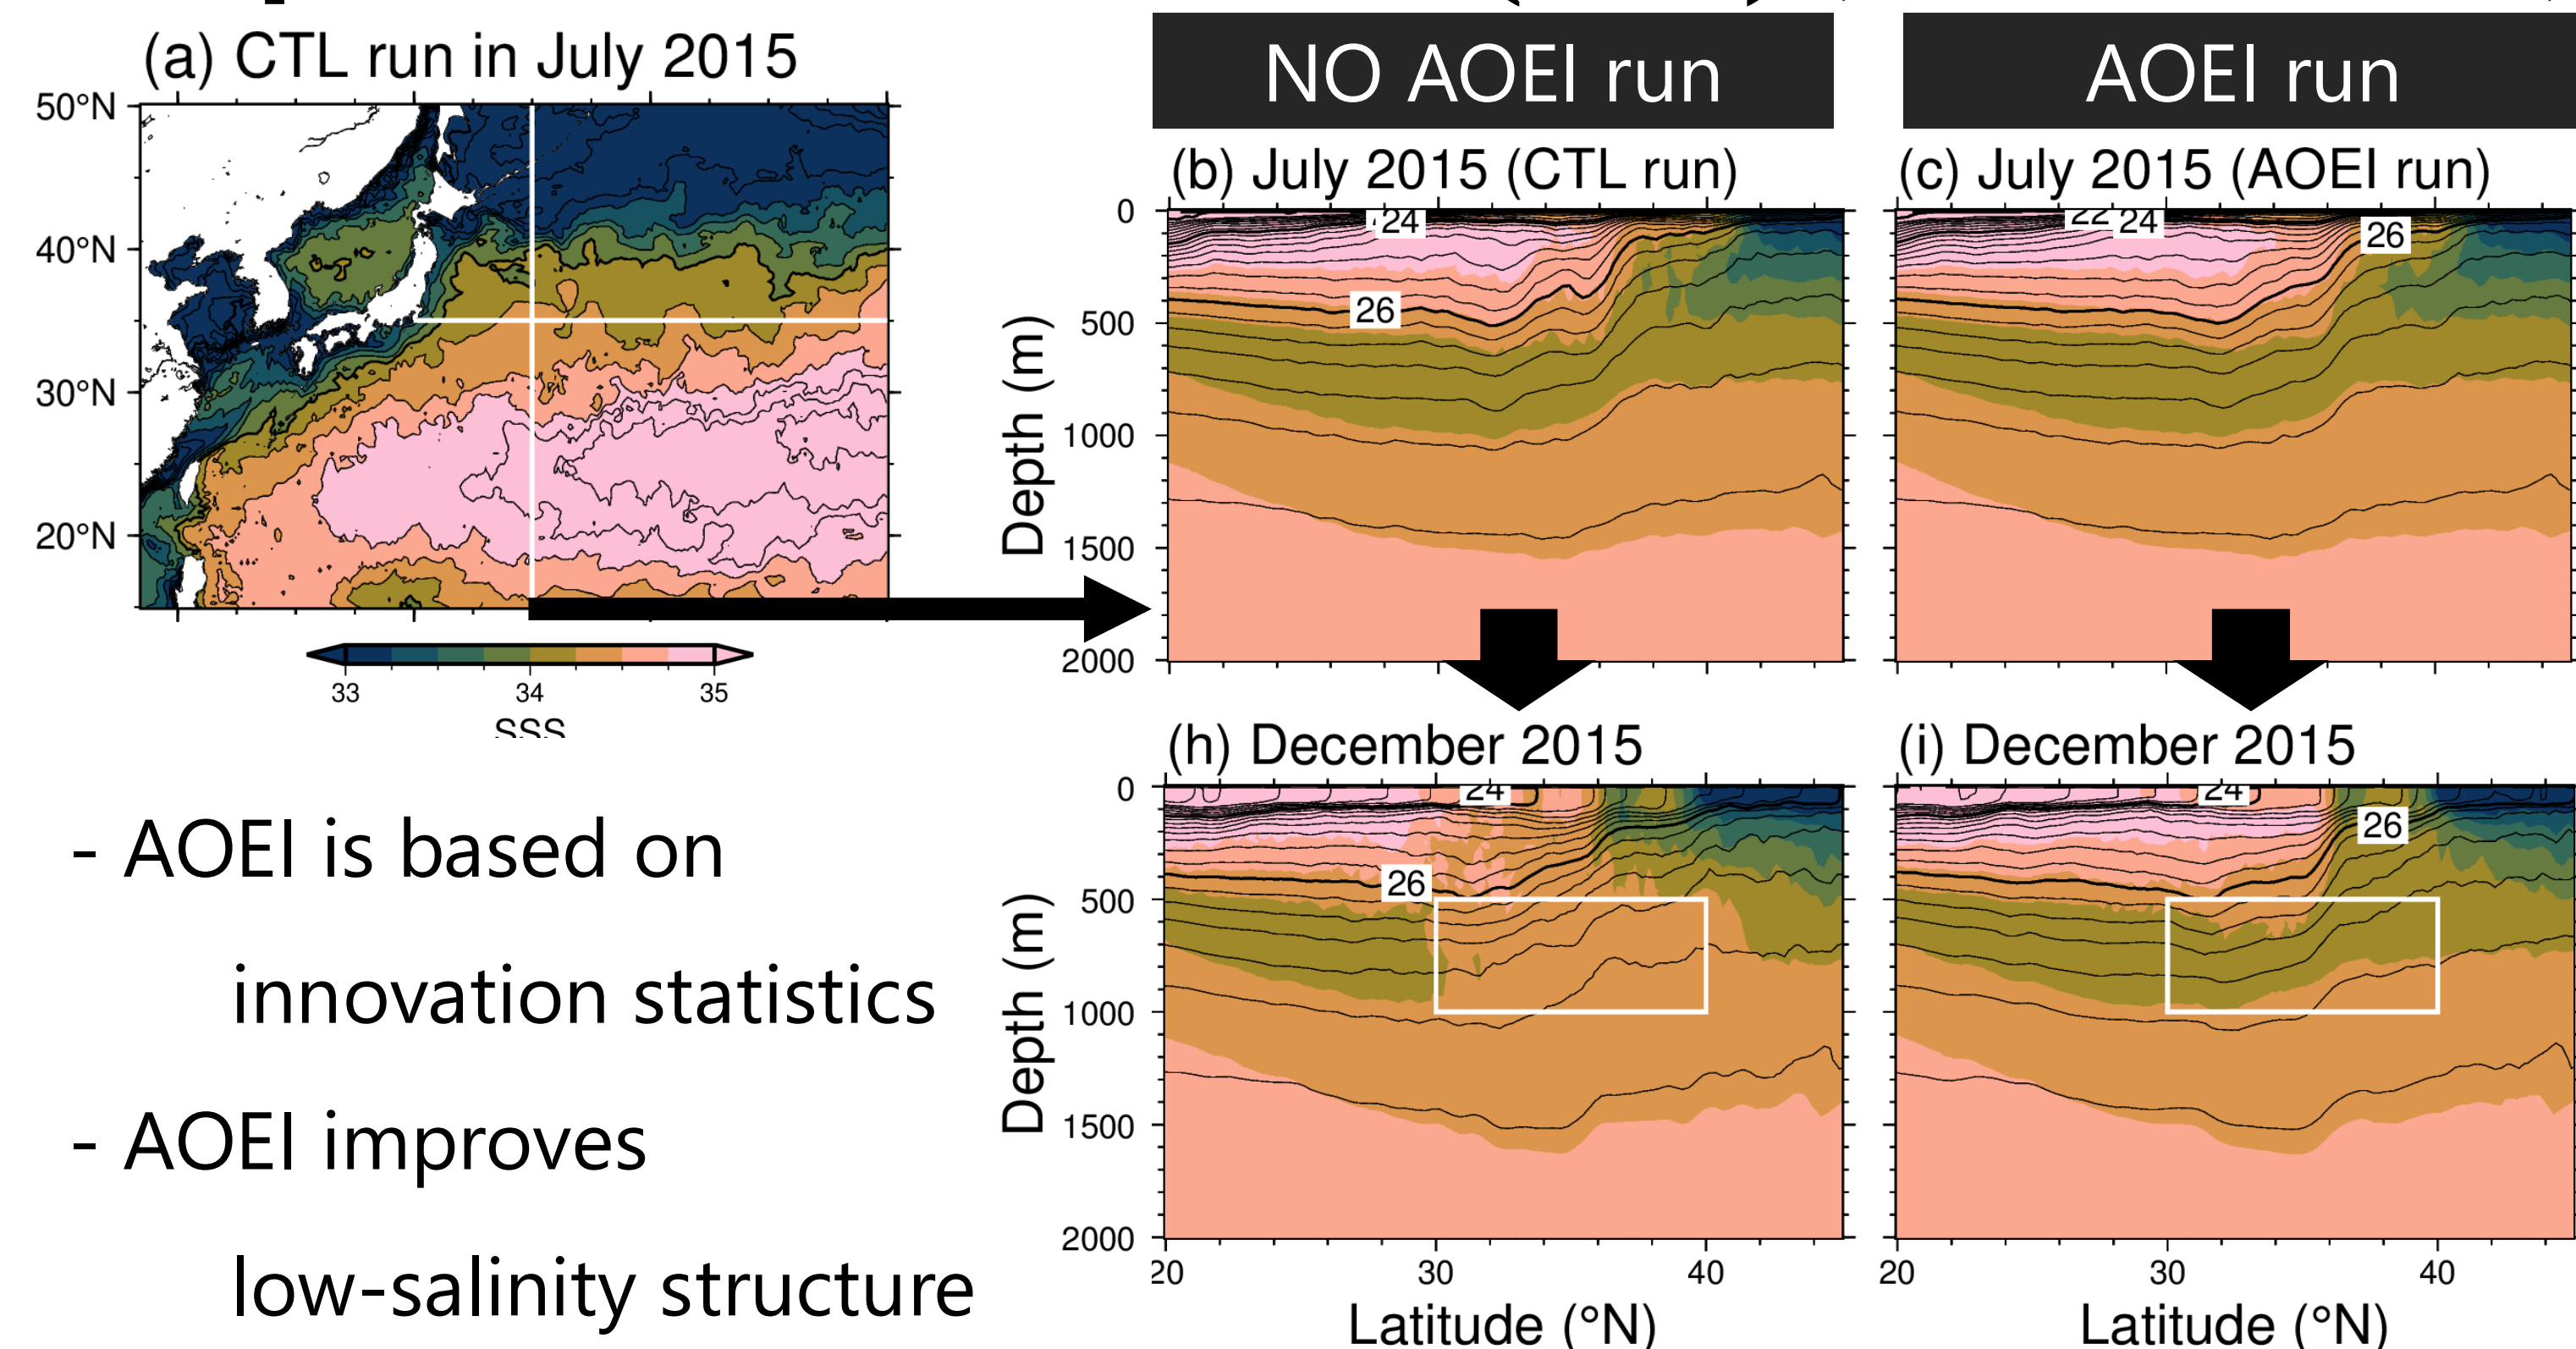 (a) CTL run in July 2015
50°N
40°N
30°N
20°N
33 34 35
SSS
NO AOEI run
AOEI run
(b) July 2015 (CTL run)
24
26
0
500
1000
1500
2000
Depth (m)
(c) July 2015 (AOEI run)
22 24
26
(h) December 2015
24
26
0
500
1000
1500
2000
Depth (m)
20 30 40
Latitude (°N)
(i) December 2015
24
26
20 30 40
Latitude (°N)
- AOEI is based on
innovation statistics
- AOEI improves
low-salinity structure